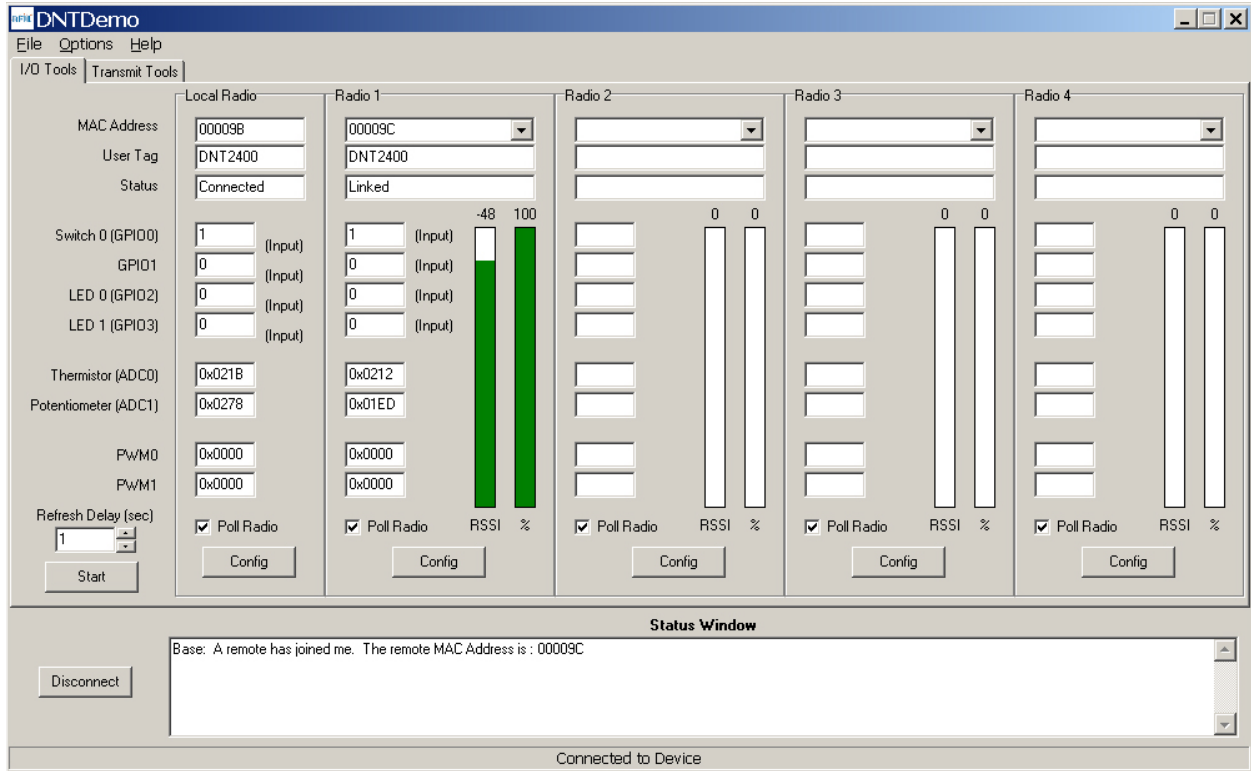 RFM DNTDemo
File Options Help
I/O Tools Transmit Tools
Local Radio Radio 1 Radio 2 Radio 3 Radio 4
MAC Address 00009B 00009C
User Tag DNT2400 DNT2400
Status Connected Linked
-48 100 0 0 0 0 0 0
Switch 0 (GPIO0) 1 (Input) 1 (Input)
GPIO1 0 (Input) 0 (Input)
LED 0 (GPIO2) 0 (Input) 0 (Input)
LED 1 (GPIO3) 0 (Input) 0 (Input)
Thermistor (ADC0) 0x021B 0x0212
Potentiometer (ADC1) 0x0278 0x01ED
PWM0 0x0000 0x0000
PWM1 0x0000 0x0000
Refresh Delay (sec)
1 Poll Radio Poll Radio RSSI % Poll Radio RSSI % Poll Radio RSSI % Poll Radio RSSI %
Start Config Config Config Config Config
Status Window
Base: A remote has joined me. The remote MAC Address is : 00009C
Disconnect
Connected to Device